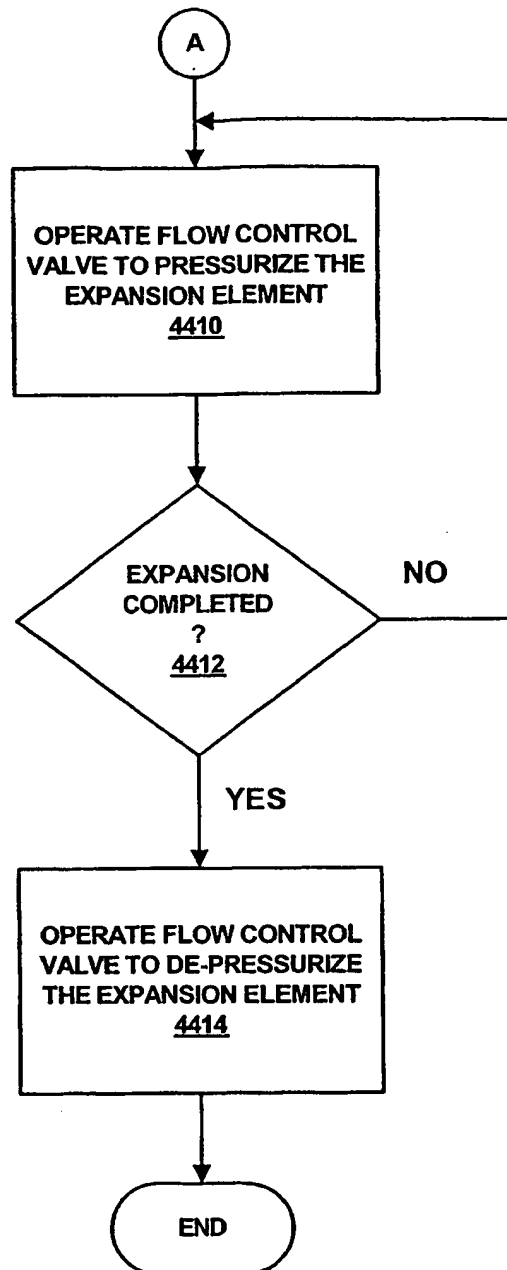 A
OPERATE FLOW CONTROL
VALVE TO PRESSURIZE THE
EXPANSION ELEMENT
4410
EXPANSION
COMPLETED
?
4412
NO
YES
OPERATE FLOW CONTROL
VALVE TO DE-PRESSURIZE
THE EXPANSION ELEMENT
4414
END